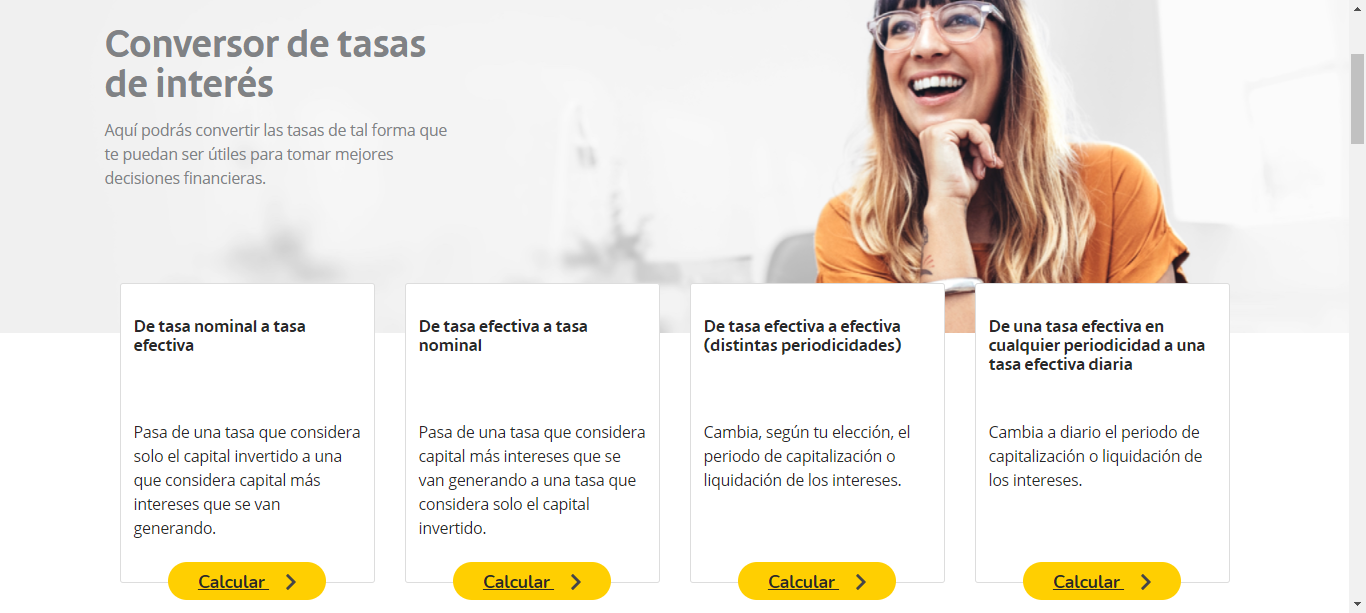 Conversor de tasas
de interés
Aquí podrás convertir las tasas de tal forma que
te puedan ser útiles para tomar mejores
decisiones financieras.
De tasa nominal a tasa
efectiva
Pasa de una tasa que considera
solo el capital invertido a una
que considera capital más
intereses que se van
generando.
Calcular
De tasa efectiva a tasa
nominal
Pasa de una tasa que considera
capital más intereses que se
van generando a una tasa que
considera solo el capital
invertido.
Calcular
De tasa efectiva a efectiva
(distintas periodicidades)
Cambia, según tu elección, el
periodo de capitalización o
liquidación de los intereses.
Calcular
De una tasa efectiva en
cualquier periodicidad a una
tasa efectiva diaria
Cambia a diario el periodo de
capitalización o liquidación de
los intereses.
Calcular